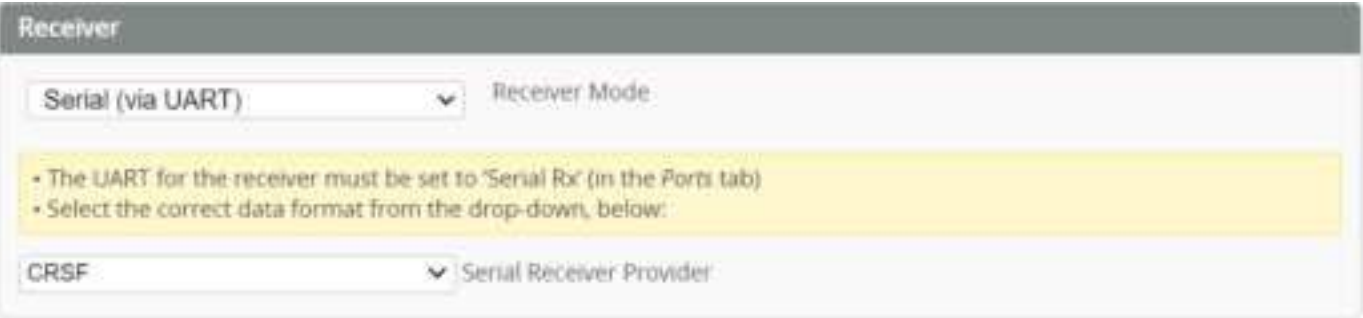 Receiver
Serial (via UART) Receiver Mode
• The UART for the receiver must be set to 'Serial Rx' (in the Ports tab)
• Select the correct data format from the drop-down, below:
CRSF Serial Receiver Provider